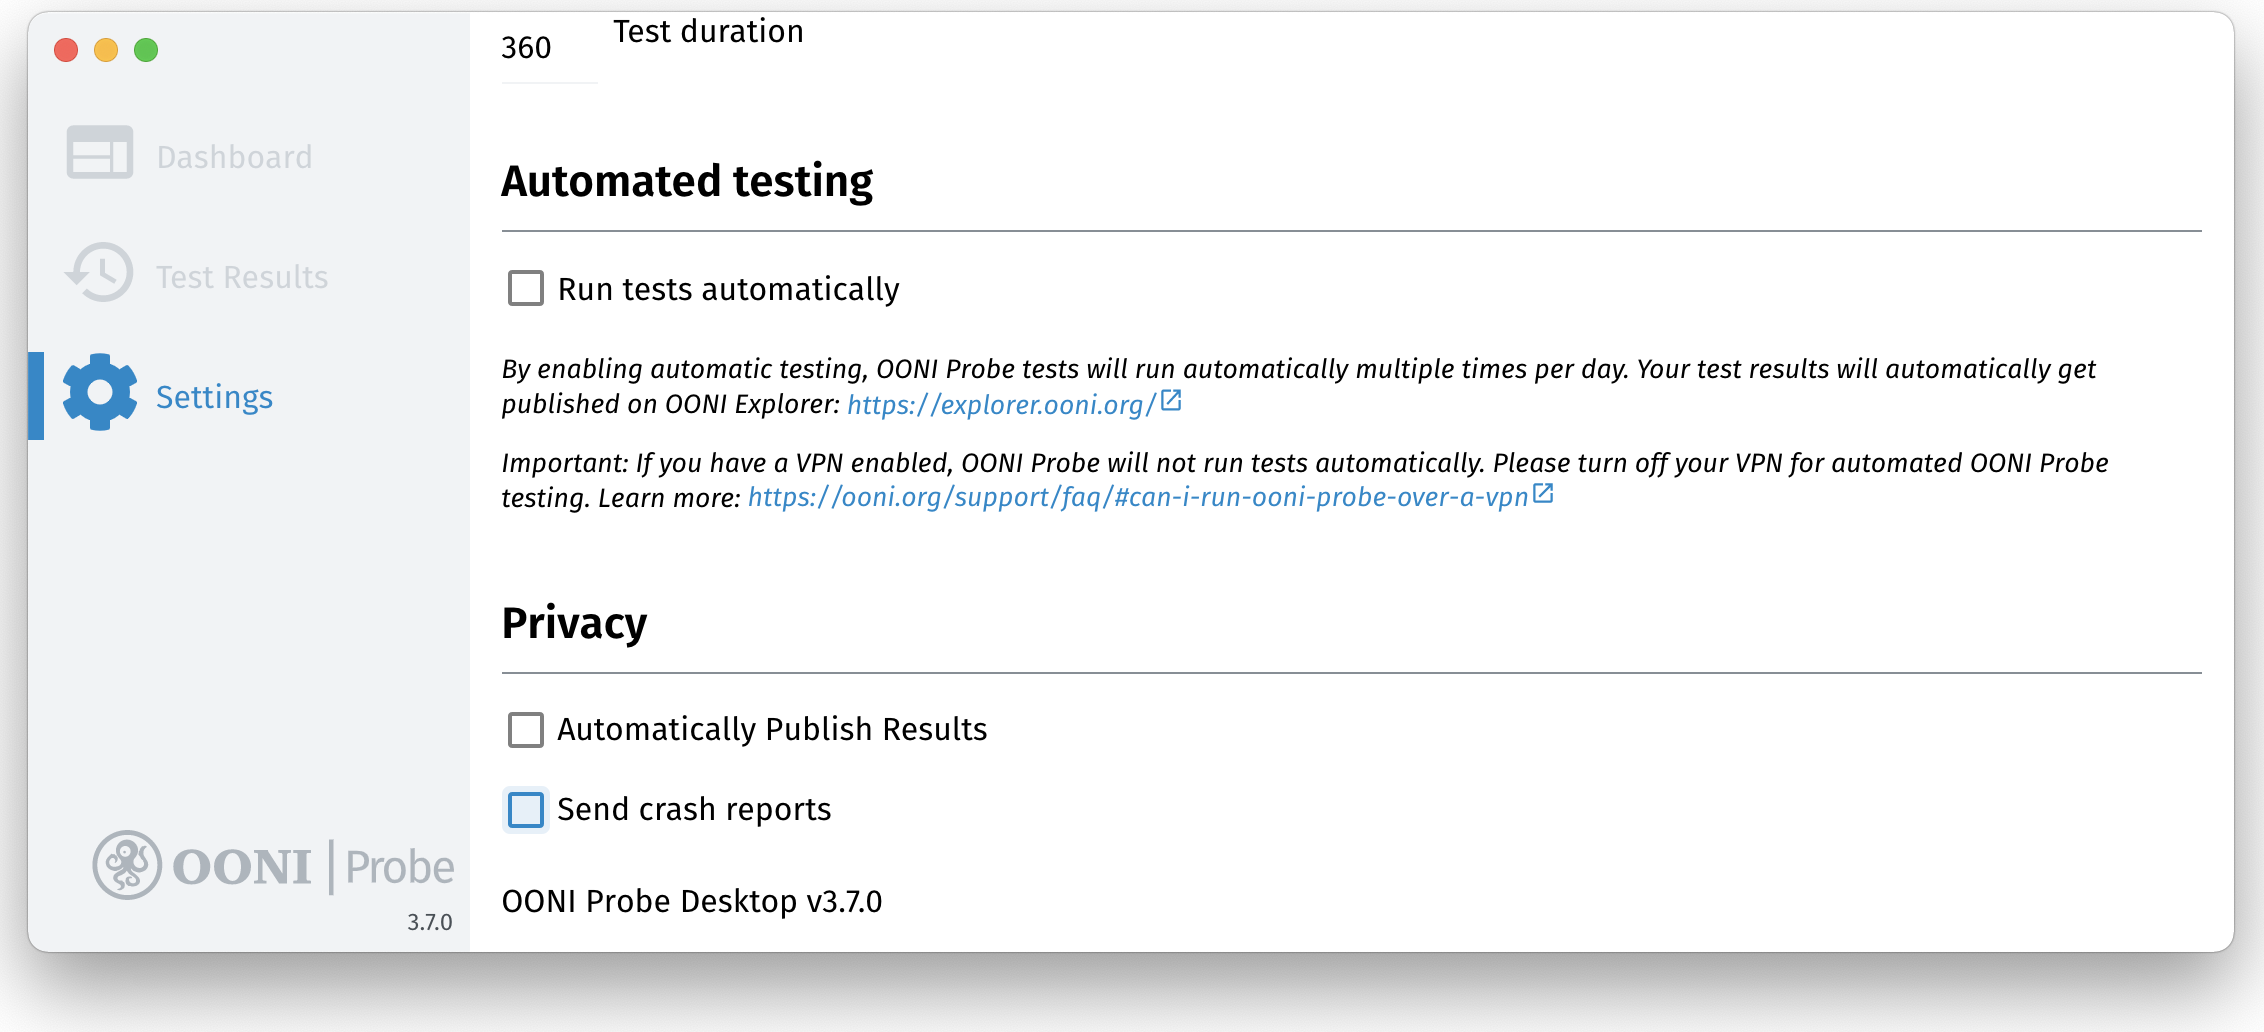 360 Test duration
Dashboard
Test Results
Settings
OONI | Probe
3.7.0
Automated testing
Run tests automatically
By enabling automatic testing, OONI Probe tests will run automatically multiple times per day. Your test results will automatically get
published on OONI Explorer: https://explorer.ooni.org/
Important: If you have a VPN enabled, OONI Probe will not run tests automatically. Please turn off your VPN for automated OONI Probe
testing. Learn more: https://ooni.org/support/faq/#can-i-run-ooni-probe-over-a-vpn
Privacy
Automatically Publish Results
Send crash reports
OONI Probe Desktop v3.7.0